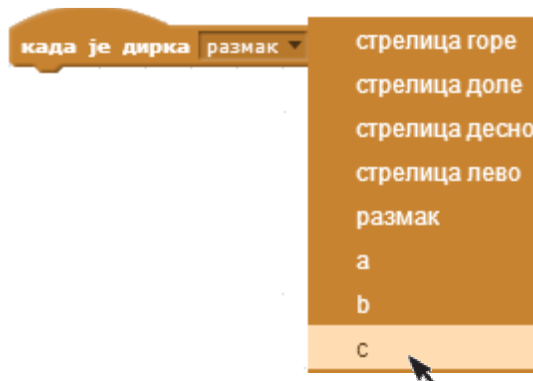 када је дирка размак
стрелица горе
стрелица доле
стрелица десно
стрелица лево
размак
a
b
c